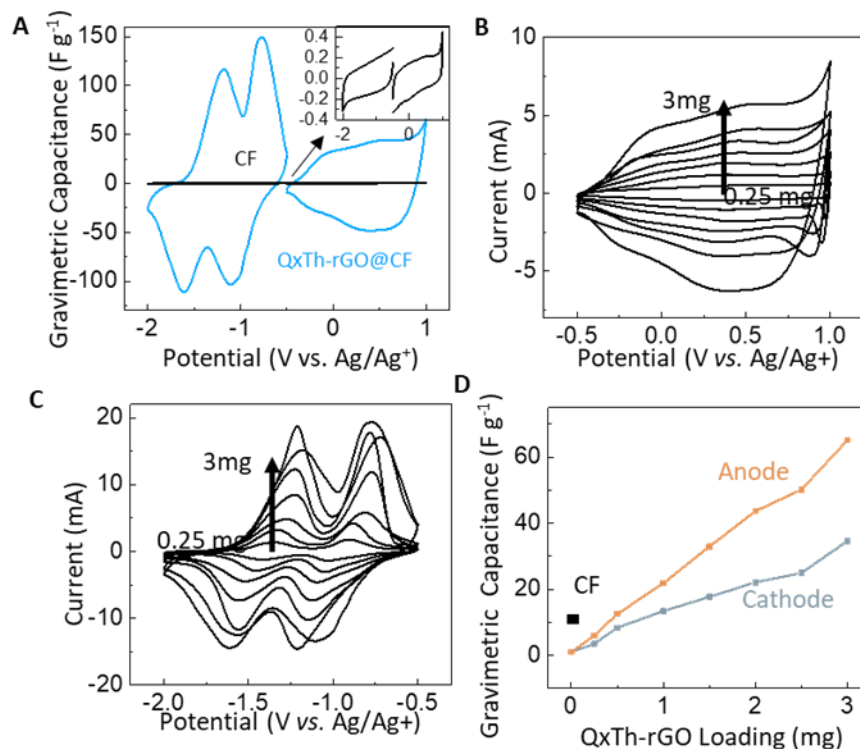 A
Gravimetric Capacitance (F g⁻¹)
150
100
50
0
-50
-100
-2
-1
0
1
Potential (V vs. Ag/Ag⁺)
CF
QxTh-rGO@CF
0.4
0.2
0.0
-0.2
-0.4
-2
0
B
Current (mA)
10
5
0
-5
-0.5
0.0
0.5
1.0
Potential (V vs. Ag/Ag+)
3mg
0.25 mg
C
Current (mA)
20
10
0
-10
-20
-2.0
-1.5
-1.0
-0.5
Potential (V vs. Ag/Ag+)
3mg
0.25 mg
D
Gravimetric Capacitance (F g⁻¹)
60
40
20
0
0
1
2
3
QxTh-rGO Loading (mg)
Anode
CF
Cathode